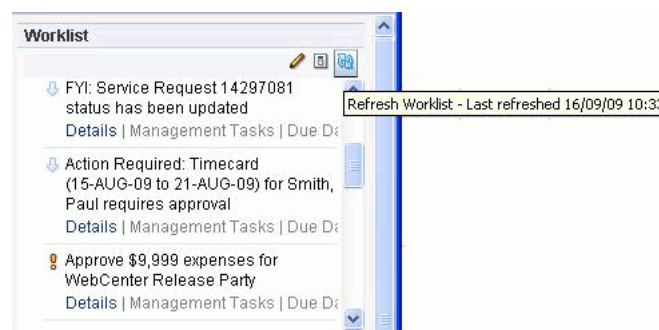 Worklist
FYI: Service Request 14297081
status has been updated
Refresh Worklist - Last refreshed 16/09/09 10:33
Details | Management Tasks | Due Da
Action Required: Timecard
(15-AUG-09 to 21-AUG-09) for Smith,
Paul requires approval
Details | Management Tasks | Due Da
Approve $9,999 expenses for
WebCenter Release Party
Details | Management Tasks | Due Da